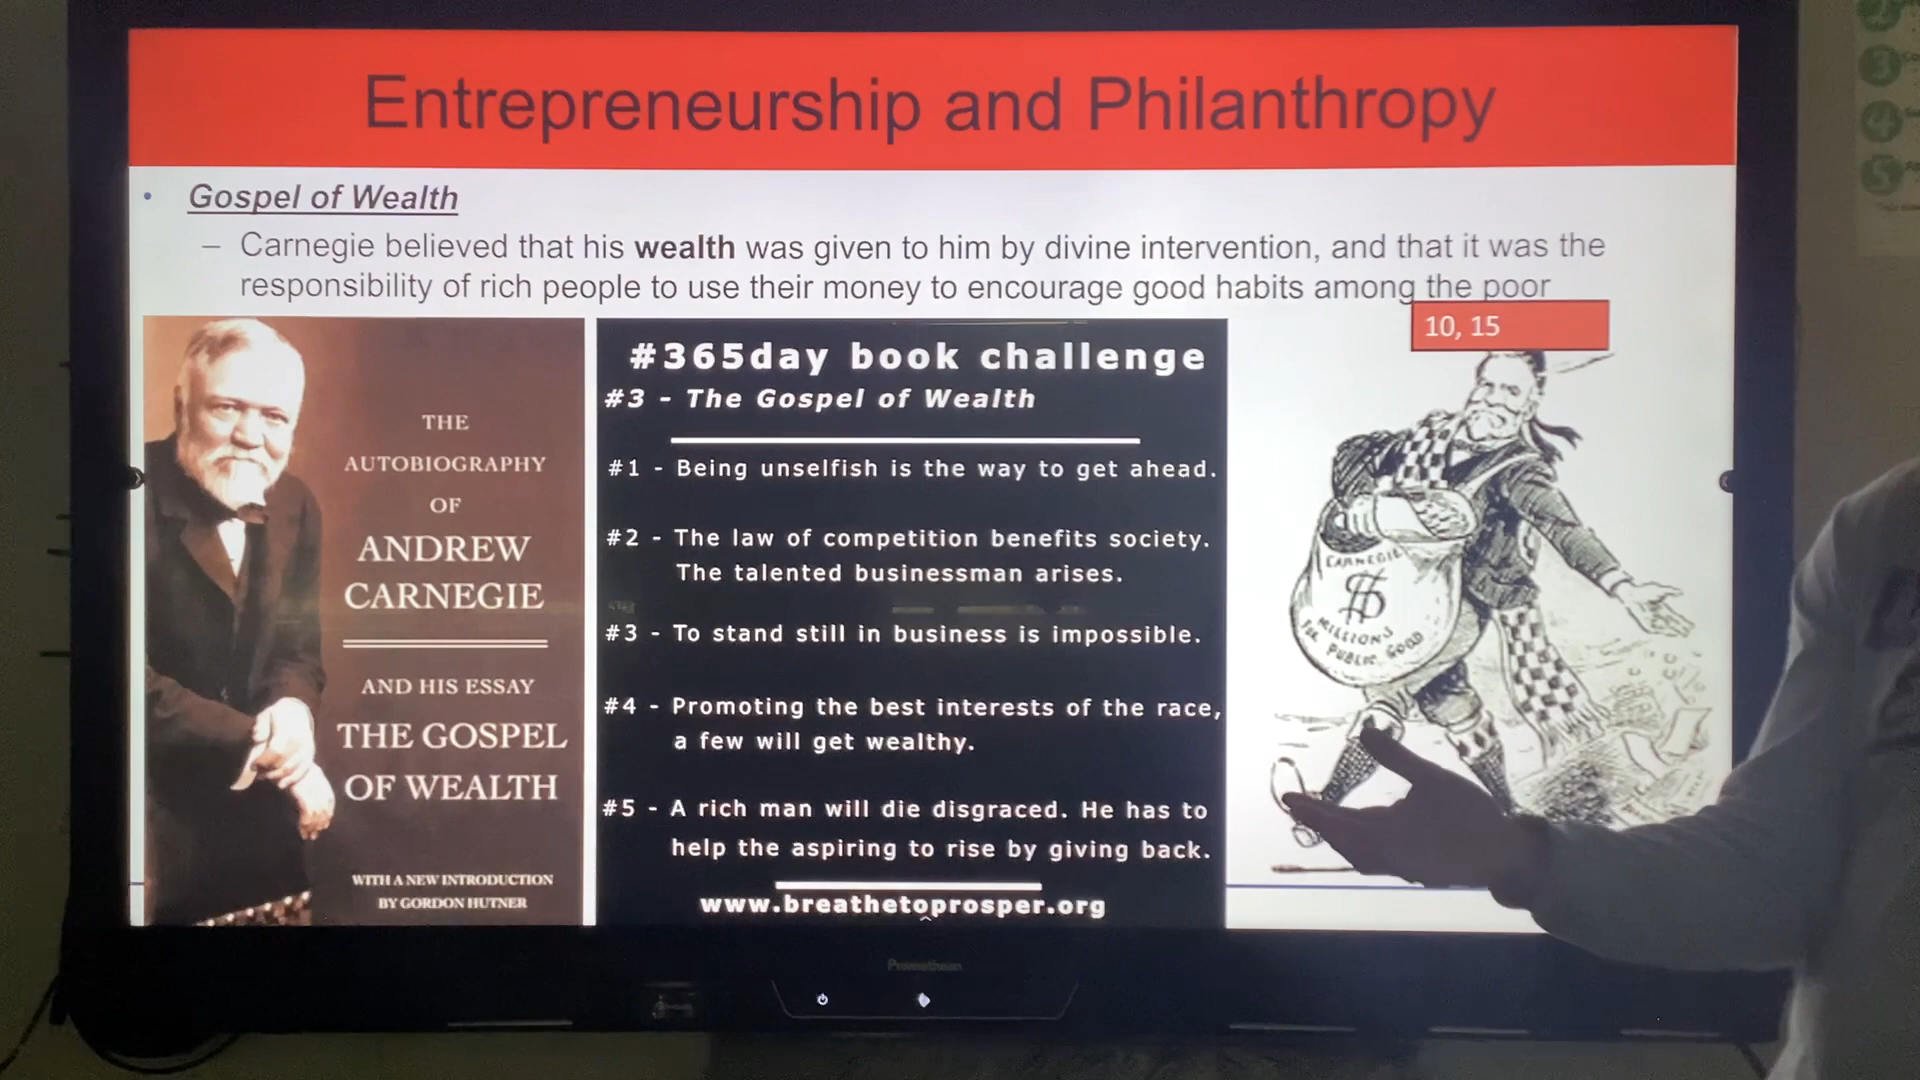 Entrepreneurship and Philanthropy
• Gospel of Wealth
– Carnegie believed that his wealth was given to him by divine intervention, and that it was the
responsibility of rich people to use their money to encourage good habits among the poor
10, 15
THE
AUTOBIOGRAPHY
OF
ANDREW
CARNEGIE
AND HIS ESSAY
THE GOSPEL
OF WEALTH
WITH A NEW INTRODUCTION
BY GORDON HUTNER
#365day book challenge
#3 - The Gospel of Wealth
#1 - Being unselfish is the way to get ahead.
#2 - The law of competition benefits society.
The talented businessman arises.
#3 - To stand still in business is impossible.
#4 - Promoting the best interests of the race,
a few will get wealthy.
#5 - A rich man will die disgraced. He has to
help the aspiring to rise by giving back.
www.breathetoprosper.org
CARNEGIE
$
MILLIONS
FOR PUBLIC GOOD
Promethean
3
4
5